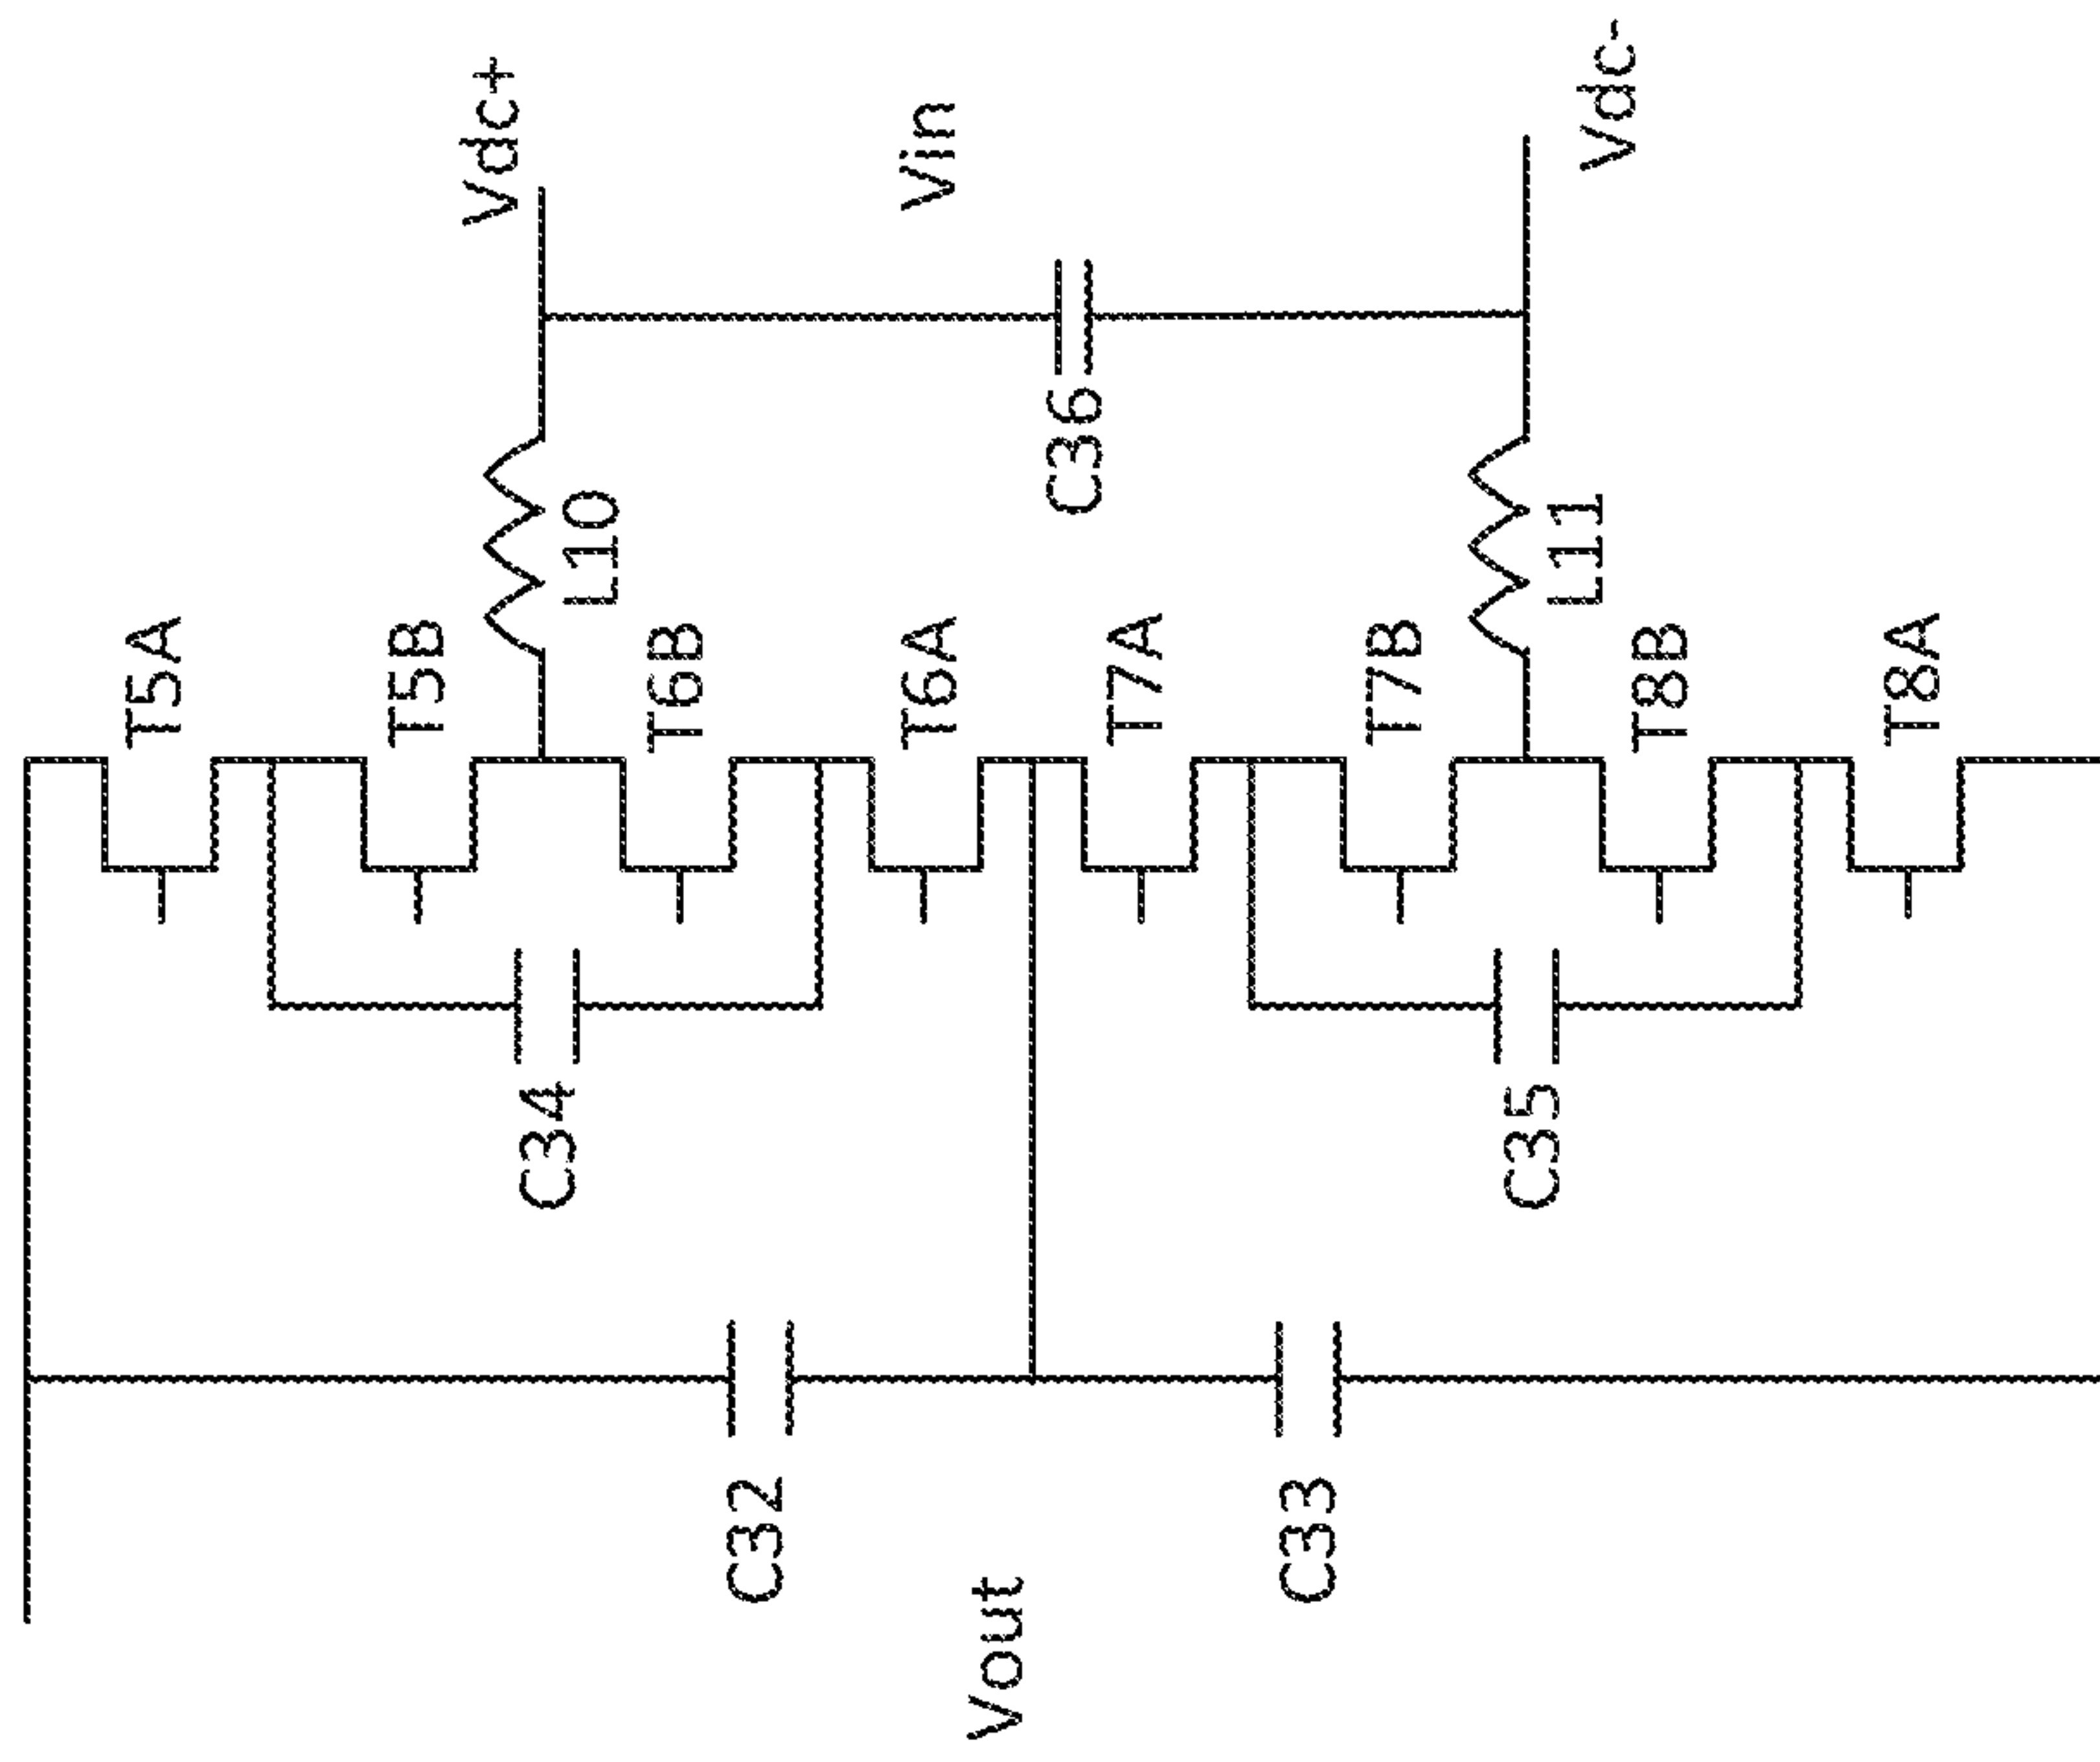 Vdc+
Vin
Vdc-
C36
L10
L11
T5A
T5B
T6B
T6A
T7A
T7B
T8B
T8A
C34
C35
C32
C33
Vout